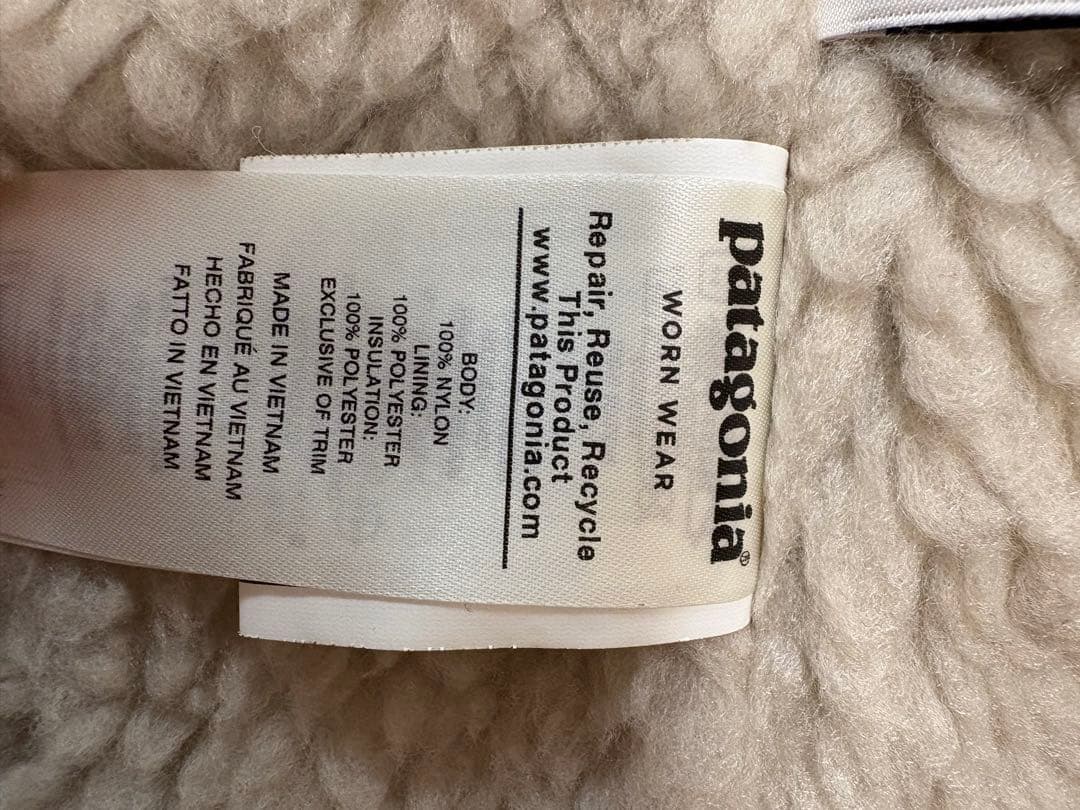 patagonia®
WORN WEAR
Repair, Reuse, Recycle
This Product
www.patagonia.com
BODY:
100% NYLON
LINING:
100% POLYESTER
INSULATION:
100% POLYESTER
EXCLUSIVE OF TRIM
MADE IN VIETNAM
FABRIQUÉ AU VIETNAM
HECHO EN VIETNAM
FATTO IN VIETNAM